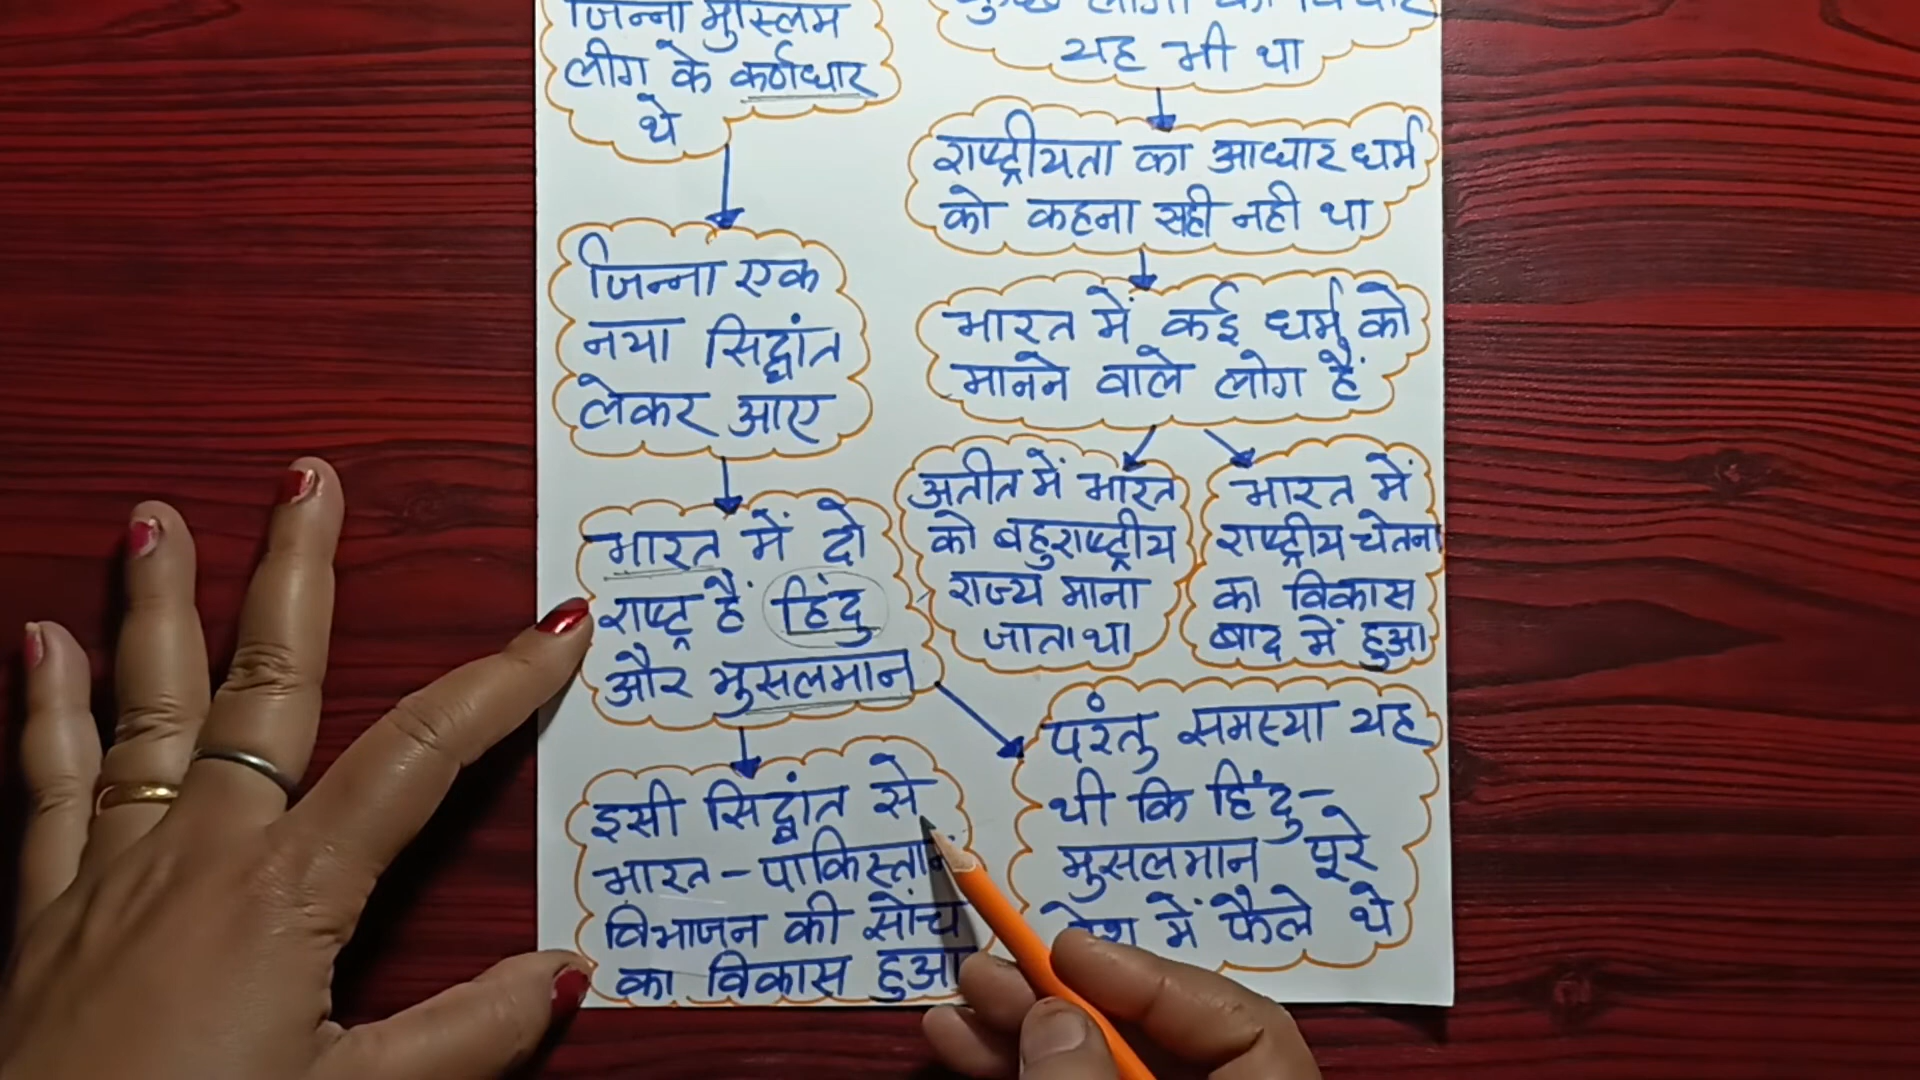 जिन्ना मुस्लिम
लीग के कर्णधार
थे
जिन्ना एक
नया सिद्धांत
लेकर आए
भारत में दो
राष्ट्र हैं हिंदु
और मुसलमान
इसी सिद्धांत से
भारत - पाकिस्तान
विभाजन की सोंच
का विकास हुआ
यह भी था
राष्ट्रीयता का आधार धर्म
को कहना सही नही था
भारत में कई धर्म को
मानने वाले लोग हैं
अतीत में भारत
को बहुराष्ट्रीय
राज्य माना
जाता था
भारत में
राष्ट्रीय चेतना
का विकास
बाद में हुआ
परंतु समस्या यह
थी कि हिंदु-
मुसलमान पूरे
में फैले थे